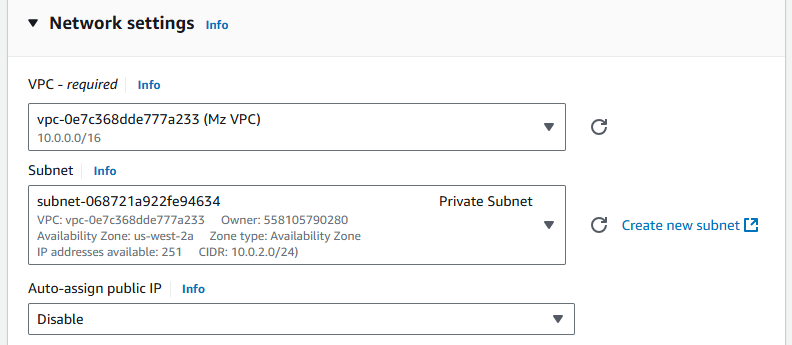 Network settings Info
VPC - required Info
vpc-0e7c368dde777a233 (Mz VPC)
10.0.0.0/16
Subnet Info
subnet-068721a922fe94634 Private Subnet
VPC: vpc-0e7c368dde777a233 Owner: 558105790280
Availability Zone: us-west-2a Zone type: Availability Zone
IP addresses available: 251 CIDR: 10.0.2.0/24)
Create new subnet
Auto-assign public IP Info
Disable